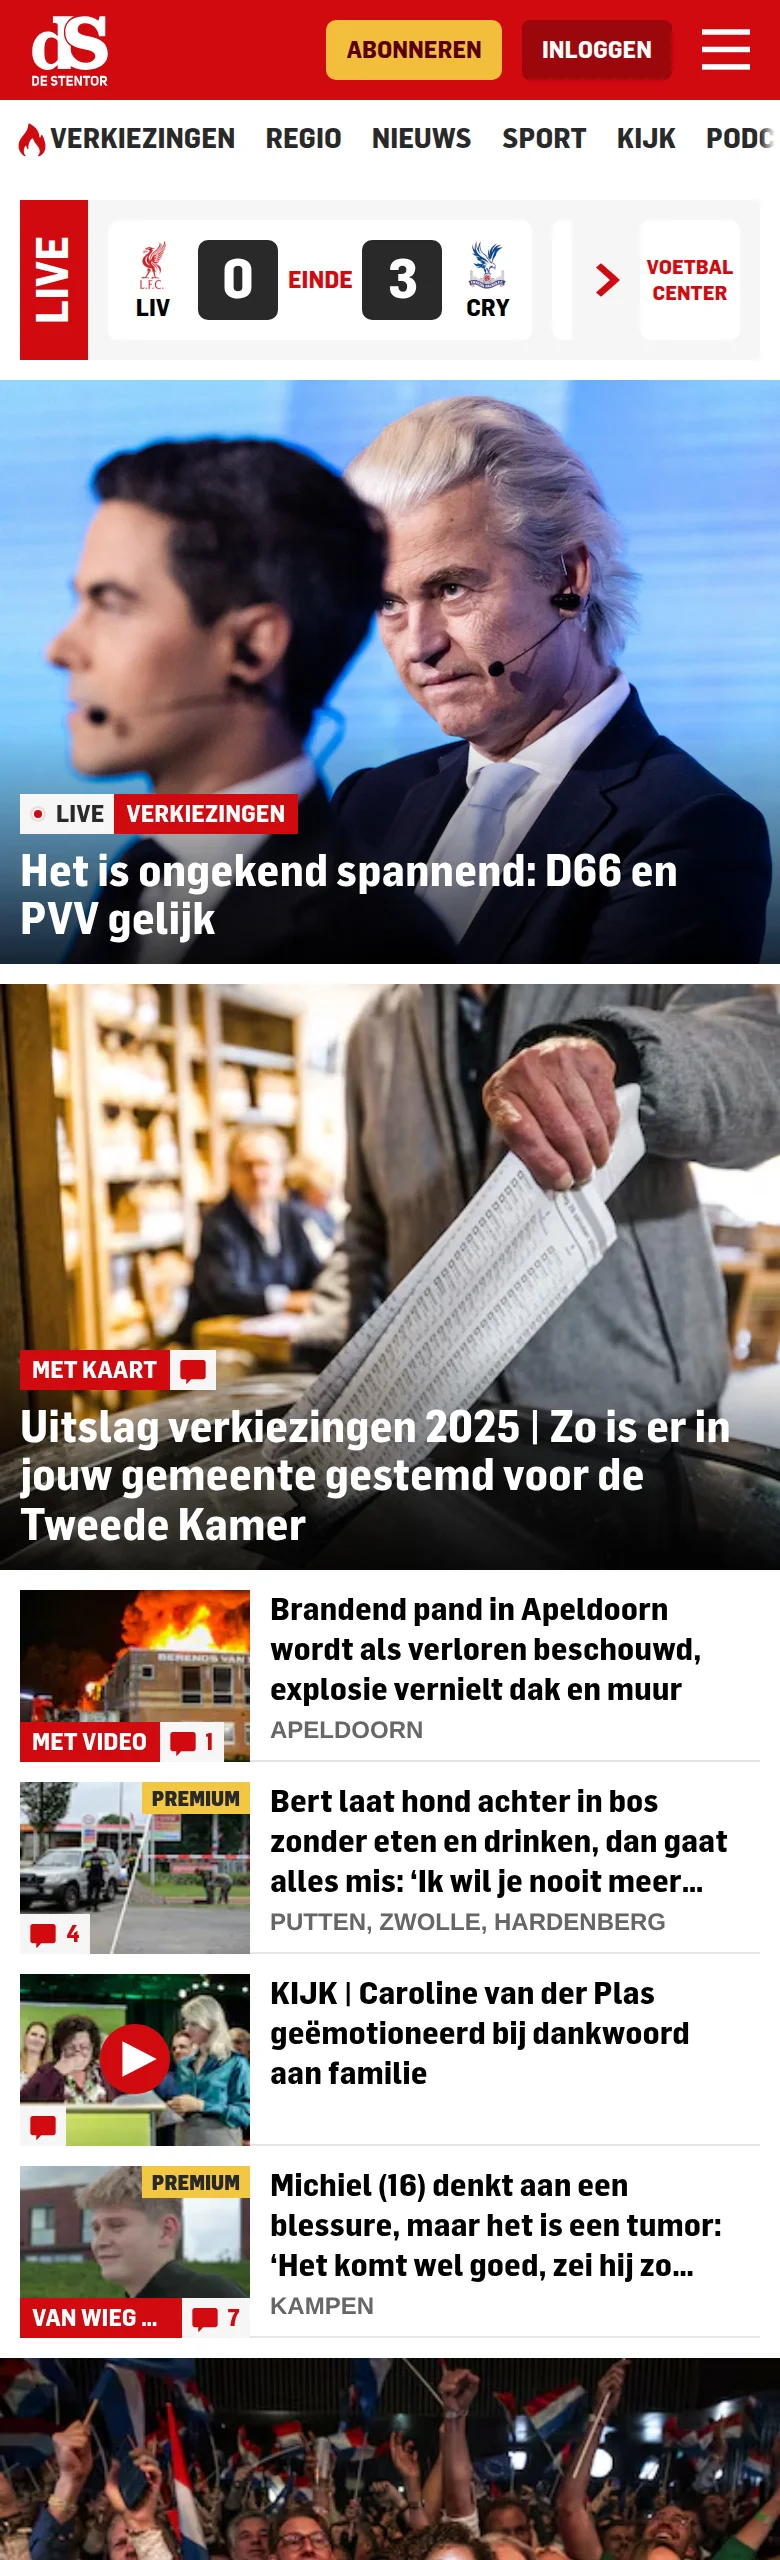 dS
DE STENTOR
ABONNEREN
INLOGGEN
VERKIEZINGEN REGIO NIEUWS SPORT KIJK PODC
LIVE
L.F.C.
LIV
0
EINDE
3
CRY
VOETBAL
CENTER
LIVE VERKIEZINGEN
Het is ongekend spannend: D66 en
PVV gelijk
MET KAART
Uitslag verkiezingen 2025 | Zo is er in
jouw gemeente gestemd voor de
Tweede Kamer
BERENDS VAN
MET VIDEO 1
Brandend pand in Apeldoorn
wordt als verloren beschouwd,
explosie vernielt dak en muur
APELDOORN
PREMIUM
4
Bert laat hond achter in bos
zonder eten en drinken, dan gaat
alles mis: ‘Ik wil je nooit meer...
PUTTEN, ZWOLLE, HARDENBERG
KIJK | Caroline van der Plas
geëmotioneerd bij dankwoord
aan familie
PREMIUM
VAN WIEG ... 7
Michiel (16) denkt aan een
blessure, maar het is een tumor:
‘Het komt wel goed, zei hij zo...
KAMPEN